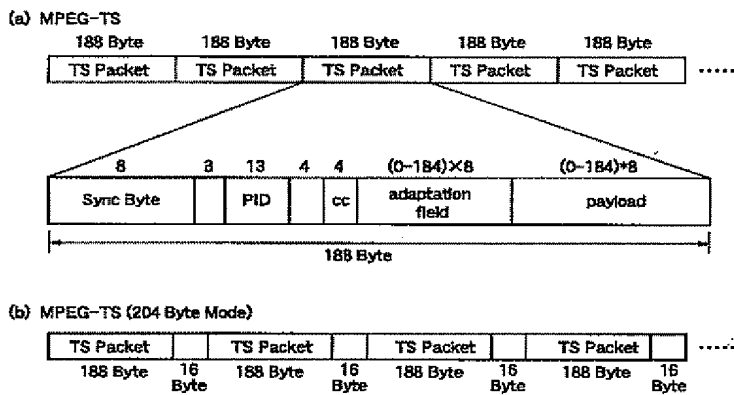 (a) MPEG-TS
188 Byte 188 Byte 188 Byte 188 Byte 188 Byte
TS Packet TS Packet TS Packet TS Packet TS Packet .....
8 3 13 4 4 (0-184)×8 (0-184)*8
Sync Byte PID cc adaptation field payload
188 Byte
(b) MPEG-TS (204 Byte Mode)
TS Packet TS Packet TS Packet TS Packet .....
188 Byte 16 Byte 188 Byte 16 Byte 188 Byte 16 Byte 188 Byte 16 Byte